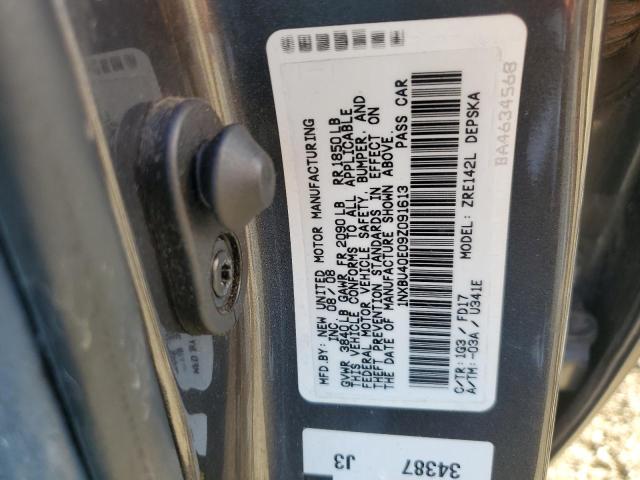 MFD.BY: NEW UNITED MOTOR MANUFACTURING
INC. 08/08
GVWR 3840LB GAWR FR 2090LB RR 1850LB
THIS VEHICLE CONFORMS TO ALL APPLICABLE
FEDERAL MOTOR VEHICLE SAFETY, BUMPER, AND
THEFT PREVENTION STANDARDS IN EFFECT ON
THE DATE OF MANUFACTURE SHOWN ABOVE.
1NXBU40E09Z091613 PASS CAR
C/TR: 1G3 / FD17 MODEL: ZRE142L DEPSKA
A/TM: -03A / U341E
BA4634568
34387
J3